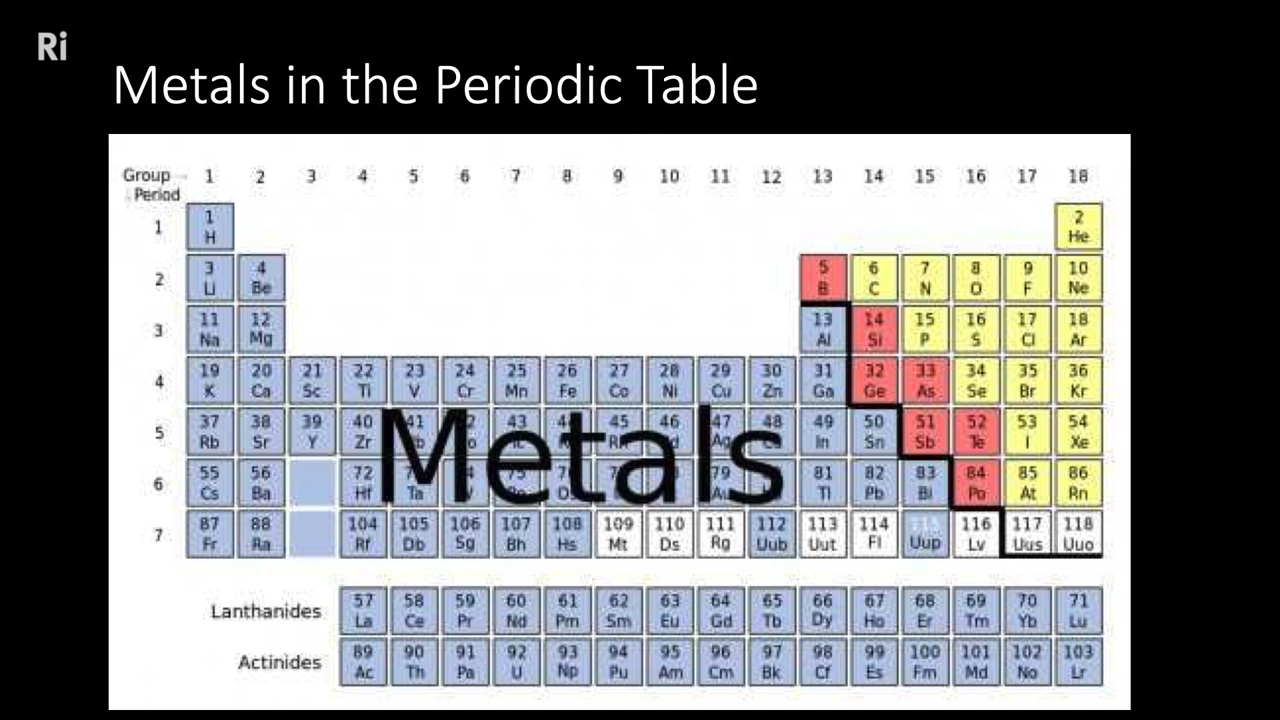 Ri
Metals in the Periodic Table
Group 1 2 3 4 5 6 7 8 9 10 11 12 13 14 15 16 17 18
Period
1 1 2
H He
2 3 4 5 6 7 8 9 10
Li Be B C N O F Ne
3 11 12 13 14 15 16 17 18
Na Mg Al Si P S Cl Ar
4 19 20 21 22 23 24 25 26 27 28 29 30 31 32 33 34 35 36
K Ca Sc Ti V Cr Mn Fe Co Ni Cu Zn Ga Ge As Se Br Kr
5 37 38 39 40 41 43 45 46 47 48 49 50 51 52 53 54
Rb Sr Y Zr Ag In Sn Sb Te I Xe
Metals
6 55 56 72 75 79 81 82 83 84 85 86
Cs Ba Hf Ta Au Tl Pb Bi Po At Rn
7 87 88 104 105 106 107 108 109 110 111 112 113 114 115 116 117 118
Fr Ra Rf Db Sg Bh Hs Mt Ds Rg Uub Uut Fl Uup Lv Uus Uuo
Lanthanides 57 58 59 60 61 62 63 64 65 66 67 68 69 70 71
La Ce Pr Nd Pm Sm Eu Gd Tb Dy Ho Er Tm Yb Lu
Actinides 89 90 91 92 93 94 95 96 97 98 99 100 101 102 103
Ac Th Pa U Np Pu Am Cm Bk Cf Es Fm Md No Lr